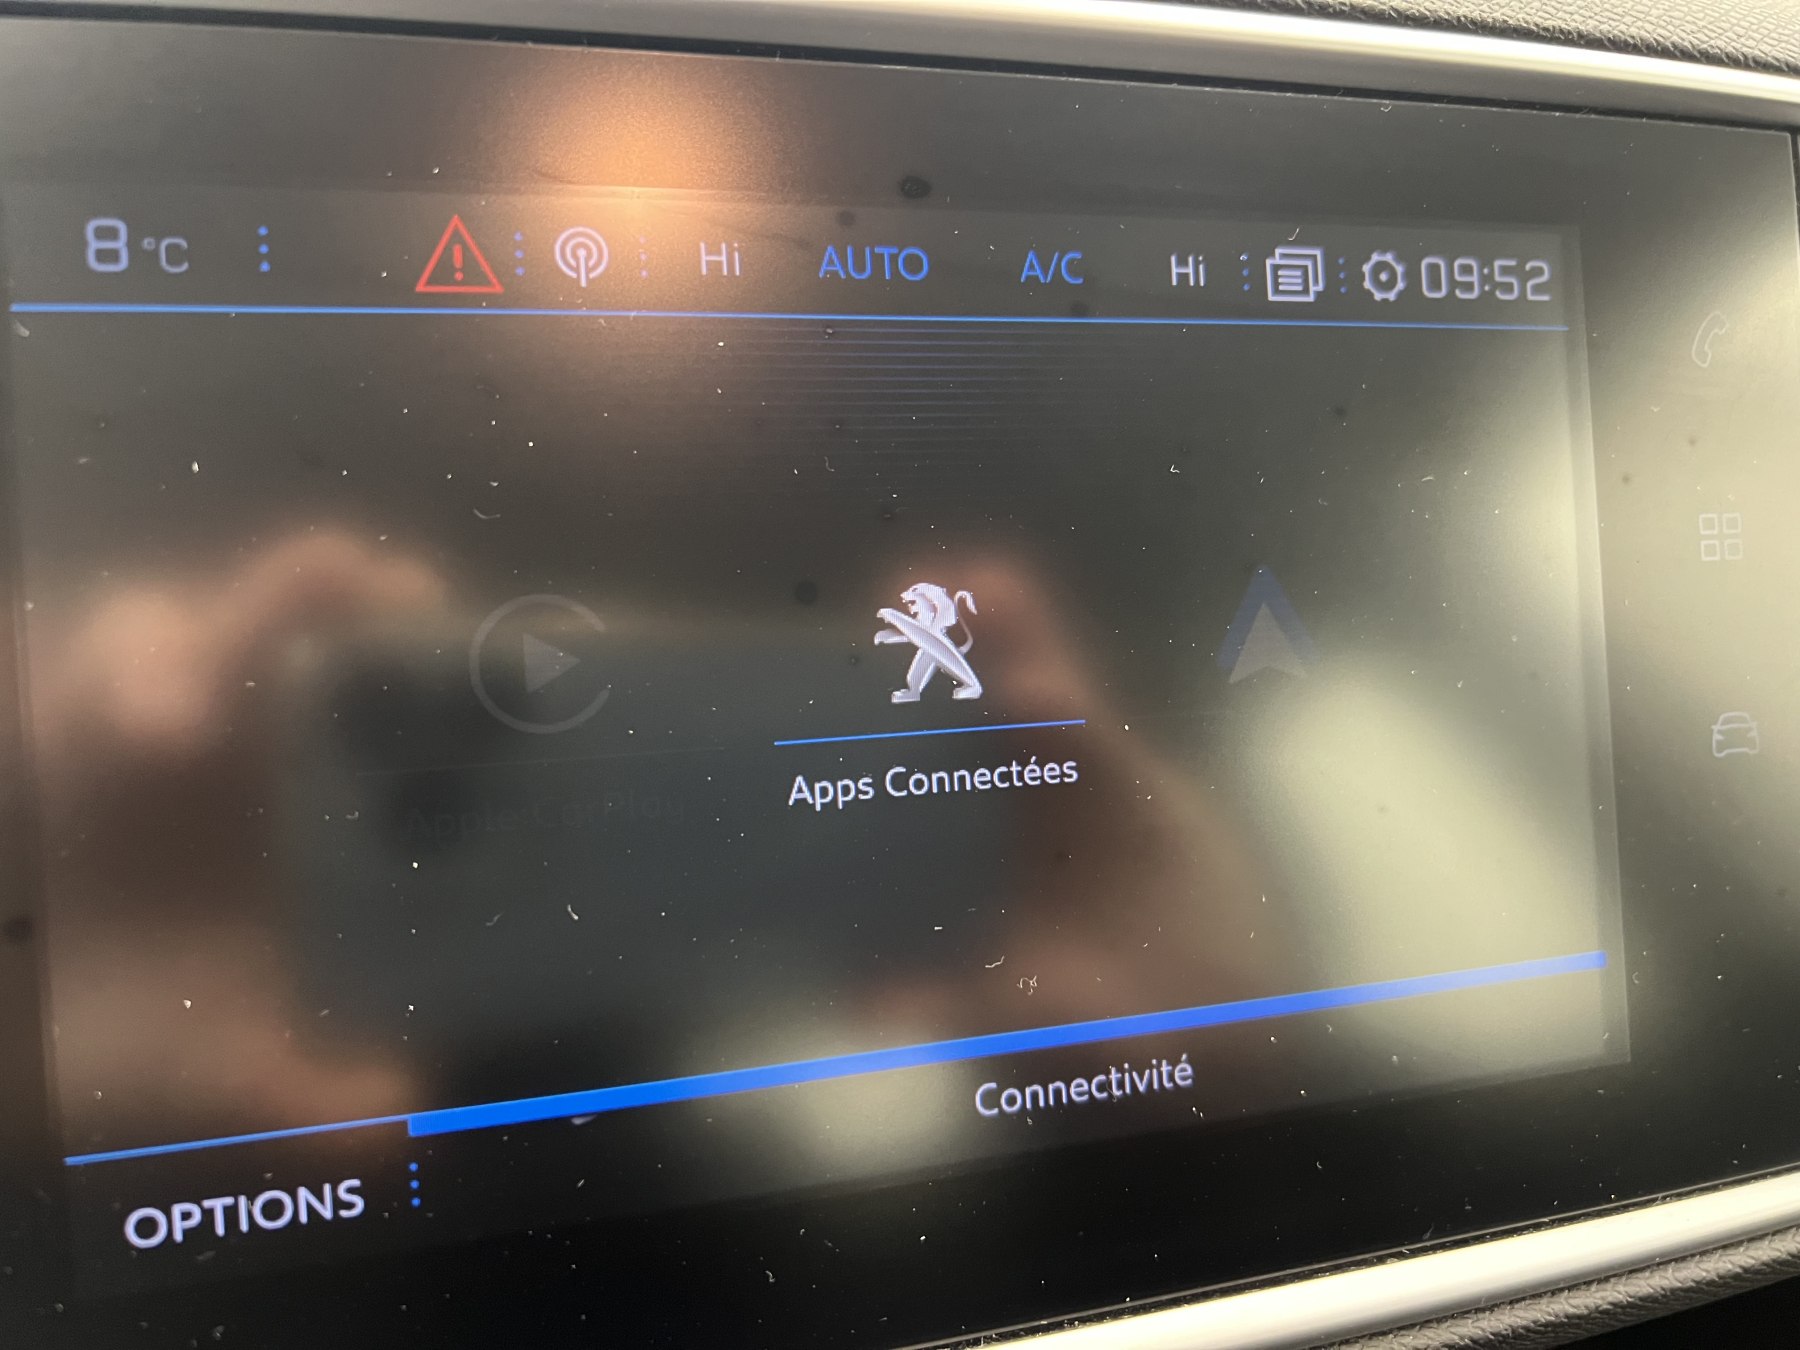 8 °C Hi AUTO A/C Hi 09:52
Apps Connectées
Connectivité
OPTIONS